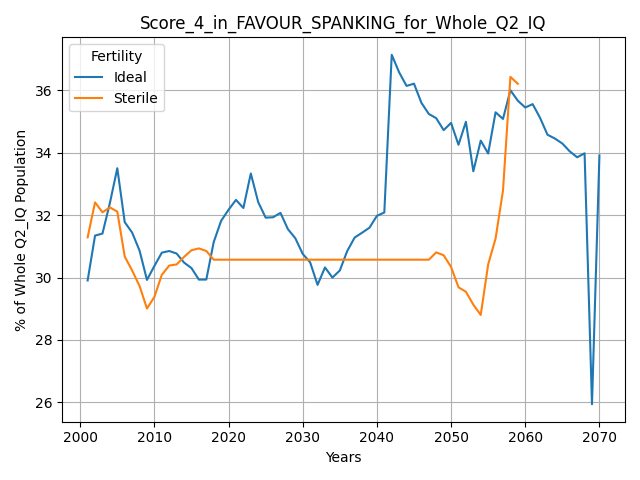 Score_4_in_FAVOUR_SPANKING_for_Whole_Q2_IQ
Fertility
Ideal
Sterile
% of Whole Q2_IQ Population
36
34
32
30
28
26
2000 2010 2020 2030 2040 2050 2060 2070
Years